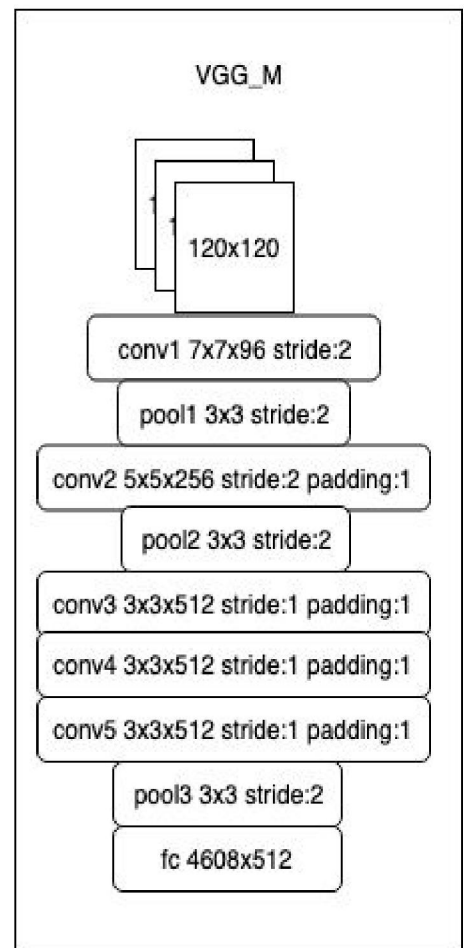 VGG_M
120x120
conv1 7x7x96 stride:2
pool1 3x3 stride:2
conv2 5x5x256 stride:2 padding:1
pool2 3x3 stride:2
conv3 3x3x512 stride:1 padding:1
conv4 3x3x512 stride:1 padding:1
conv5 3x3x512 stride:1 padding:1
pool3 3x3 stride:2
fc 4608x512